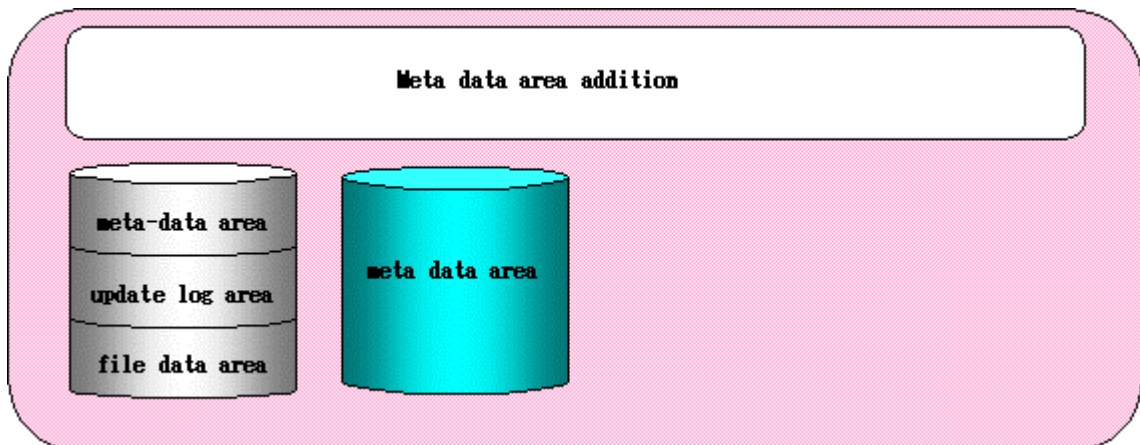 Meta data area addition
meta-data area
update log area
file data area
meta data area